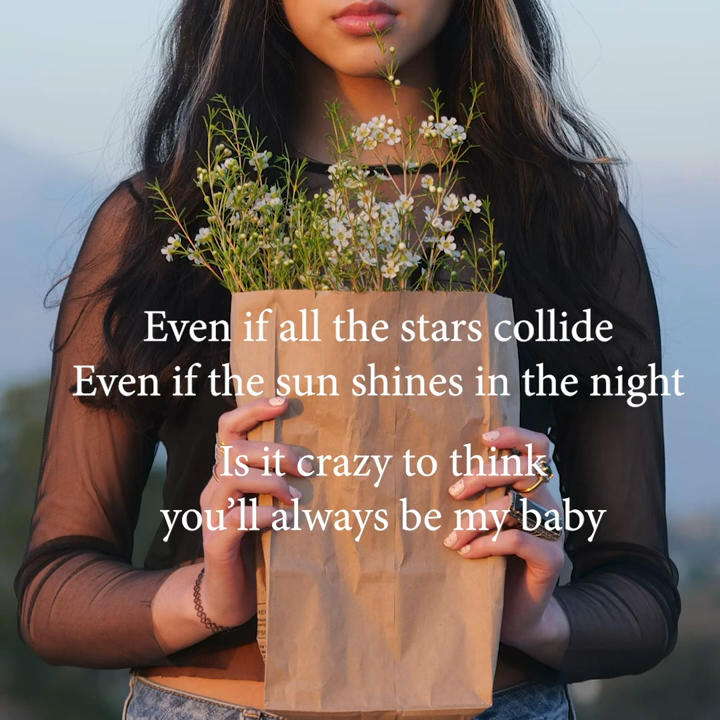 Even if all the stars collide
Even if the sun shines in the night
Is it crazy to think
you’ll always be my baby